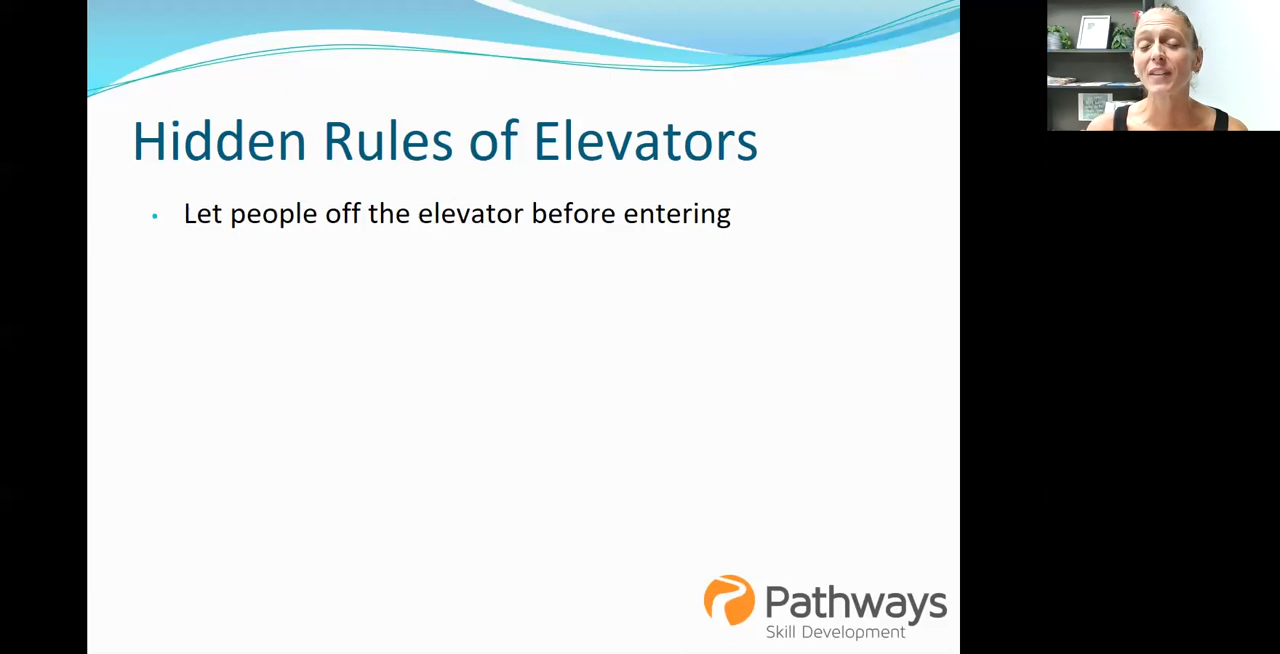 Hidden Rules of Elevators
• Let people off the elevator before entering
Pathways
Skill Development